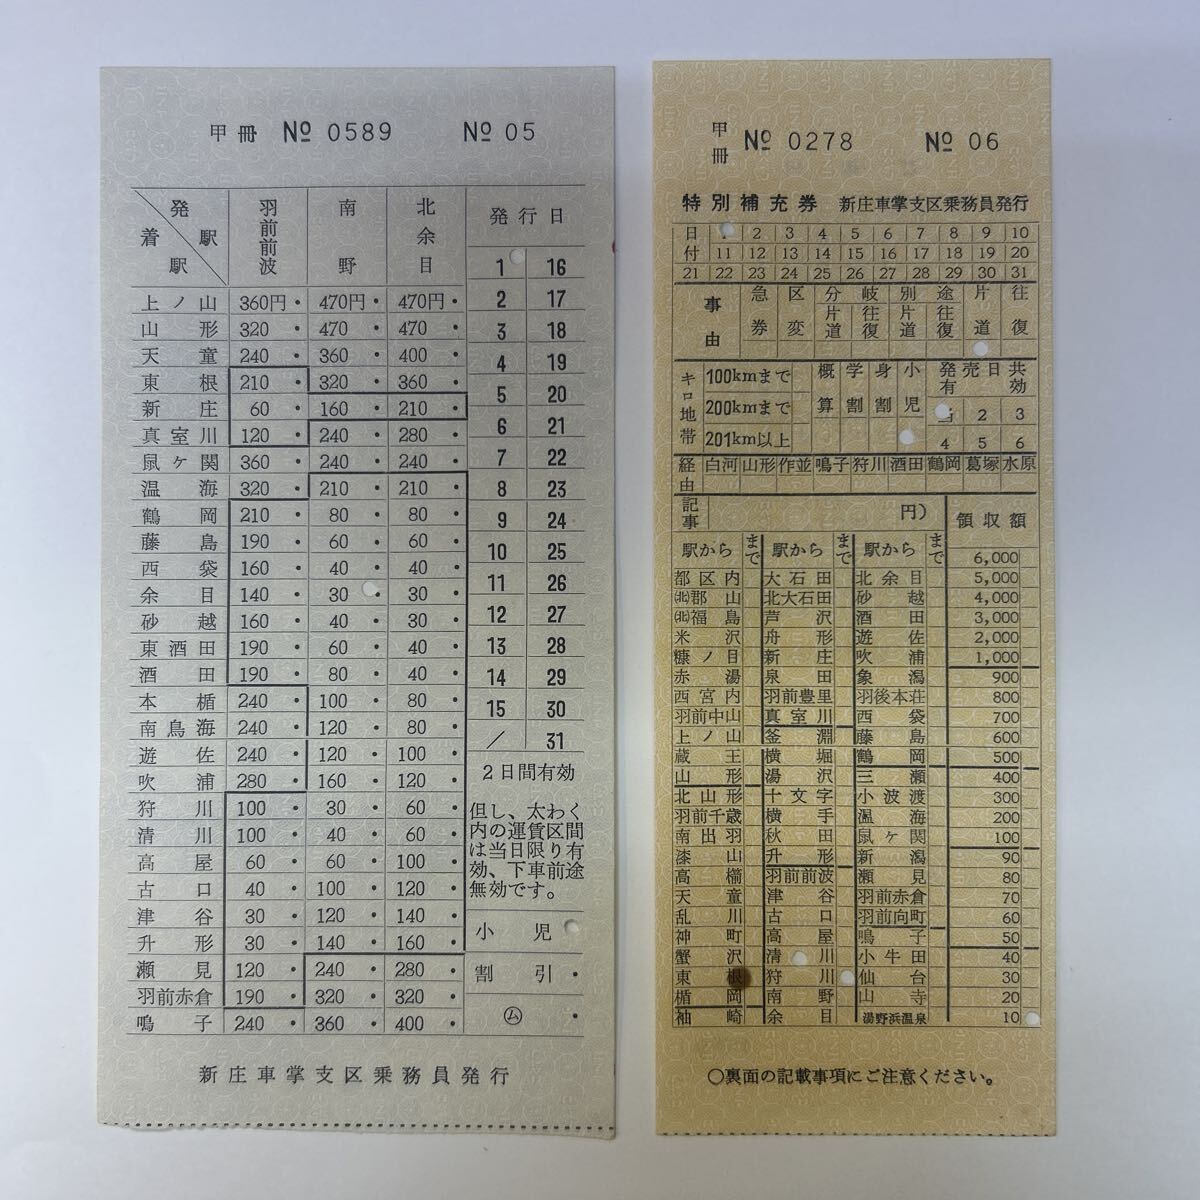 甲冊 No 0589 No 05
発駅 着駅 羽前前波 南野 北余目 発行日
上ノ山 360円 470円 470円
山形 320 470 470
天童 240 360 400
東根 210 320 360
新庄 60 160 210
真室川 120 240 280
鼠ヶ関 360 240 240
温海 320 210 210
鶴岡 210 80 80
藤島 190 60 60
西袋 160 40 40
余目 140 30 30
砂越 160 40 30
東酒田 190 60 40
酒田 190 80 40
本楯 240 100 80
南鳥海 240 120 80
遊佐 240 120 100
吹浦 280 160 120
狩川 100 30 60
清川 100 40 60
高屋 60 60 100
古口 40 100 120
津谷 30 120 140
升形 30 140 160
瀬見 120 240 280
羽前赤倉 190 320 320
鳴子 240 360 400
1 16
2 17
3 18
4 19
5 20
6 21
7 22
8 23
9 24
10 25
11 26
12 27
13 28
14 29
15 30
/ 31
2日間有効
但し、太わく
内の運賃区間
は当日限り有
効、下車前途
無効です。
小児
割引
ム
新庄車掌支区乗務員発行
甲冊 No 0278 No 06
特別補充券 新庄車掌支区乗務員発行
日付 1 2 3 4 5 6 7 8 9 10
11 12 13 14 15 16 17 18 19 20
21 22 23 24 25 26 27 28 29 30 31
事由 急券 区変 分岐 片道 往復 別途 片道 往復 片道 往復
キロ地帯 100kmまで 200kmまで 201km以上
概算 学割 身割 小児
発売日共有効
2 3
4 5 6
経由 白河 山形 作並 鳴子 狩川 酒田 鶴岡 葛塚 水原
記事 円) 領収額
駅から まで 駅から まで 駅から まで 6,000
都区内 大石田 北余目 5,000
(北)郡山 北大石田 砂越 4,000
(北)福島 芦沢 酒田 3,000
米沢 舟形 遊佐 2,000
糠ノ目 新庄 吹浦 1,000
赤湯 泉田 象潟 900
西宮内 羽前豊里 羽後本荘 800
羽前中山 真室川 西袋 700
上ノ山 釜淵 藤島 600
蔵王 横堀 鶴岡 500
山形 湯沢 三瀬 400
北山形 十文字 小波渡 300
羽前千歳 横手 温海 200
南出羽 秋田 鼠ヶ関 100
漆山 升形 新潟 90
高擶 羽前前波 瀬見 80
天童 津谷 羽前赤倉 70
乱川 古口 羽前向町 60
神町 高屋 鳴子 50
蟹沢 清川 小牛田 40
東根 狩川 仙台 30
楯岡 南野 山寺 20
袖崎 余目 湯野浜温泉 10
○裏面の記載事項にご注意ください。